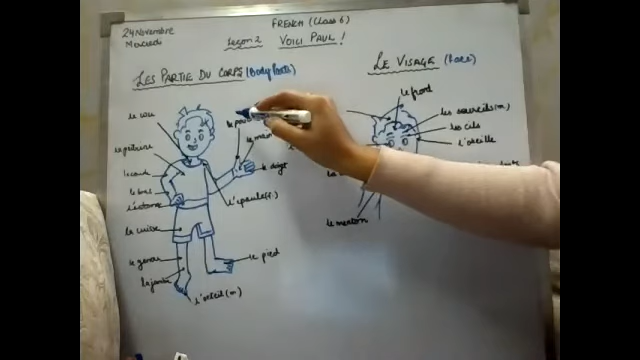 24 Novembre
Mercredi
FRENCH (Class 6)
Leçon 2
VOICI PAUL!
LES PARTIE DU CORPS (Body Parts)
le cou
la poitrine
le coude
le bras
l'estomac
la cuisse
le genou
la jambe
l'orteil (m)
le pied
l'épaule (f.)
le doigt
LE VISAGE (Face)
le front
les sourcils (m)
les cils
l'oreille
le menton